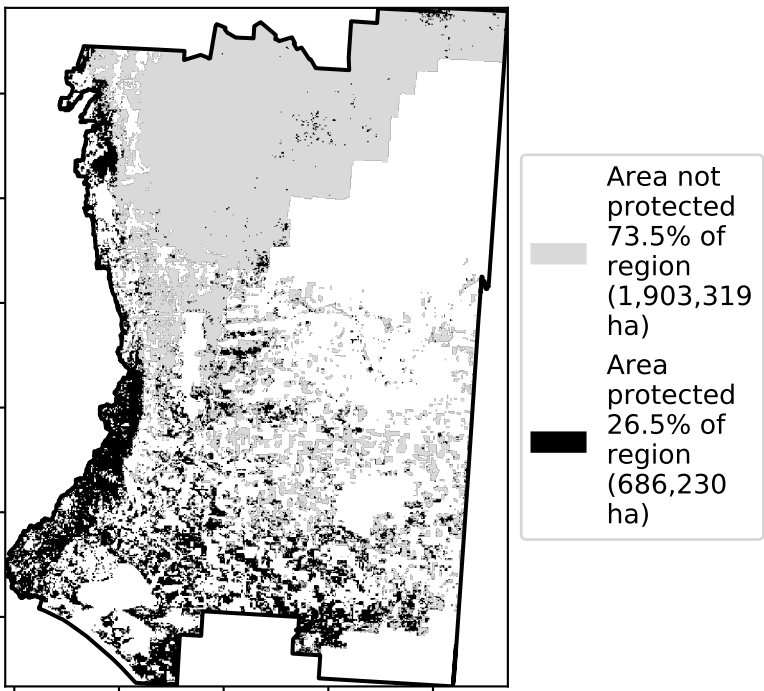 Area not
protected
73.5% of
region
(1,903,319
ha)
Area
protected
26.5% of
region
(686,230
ha)